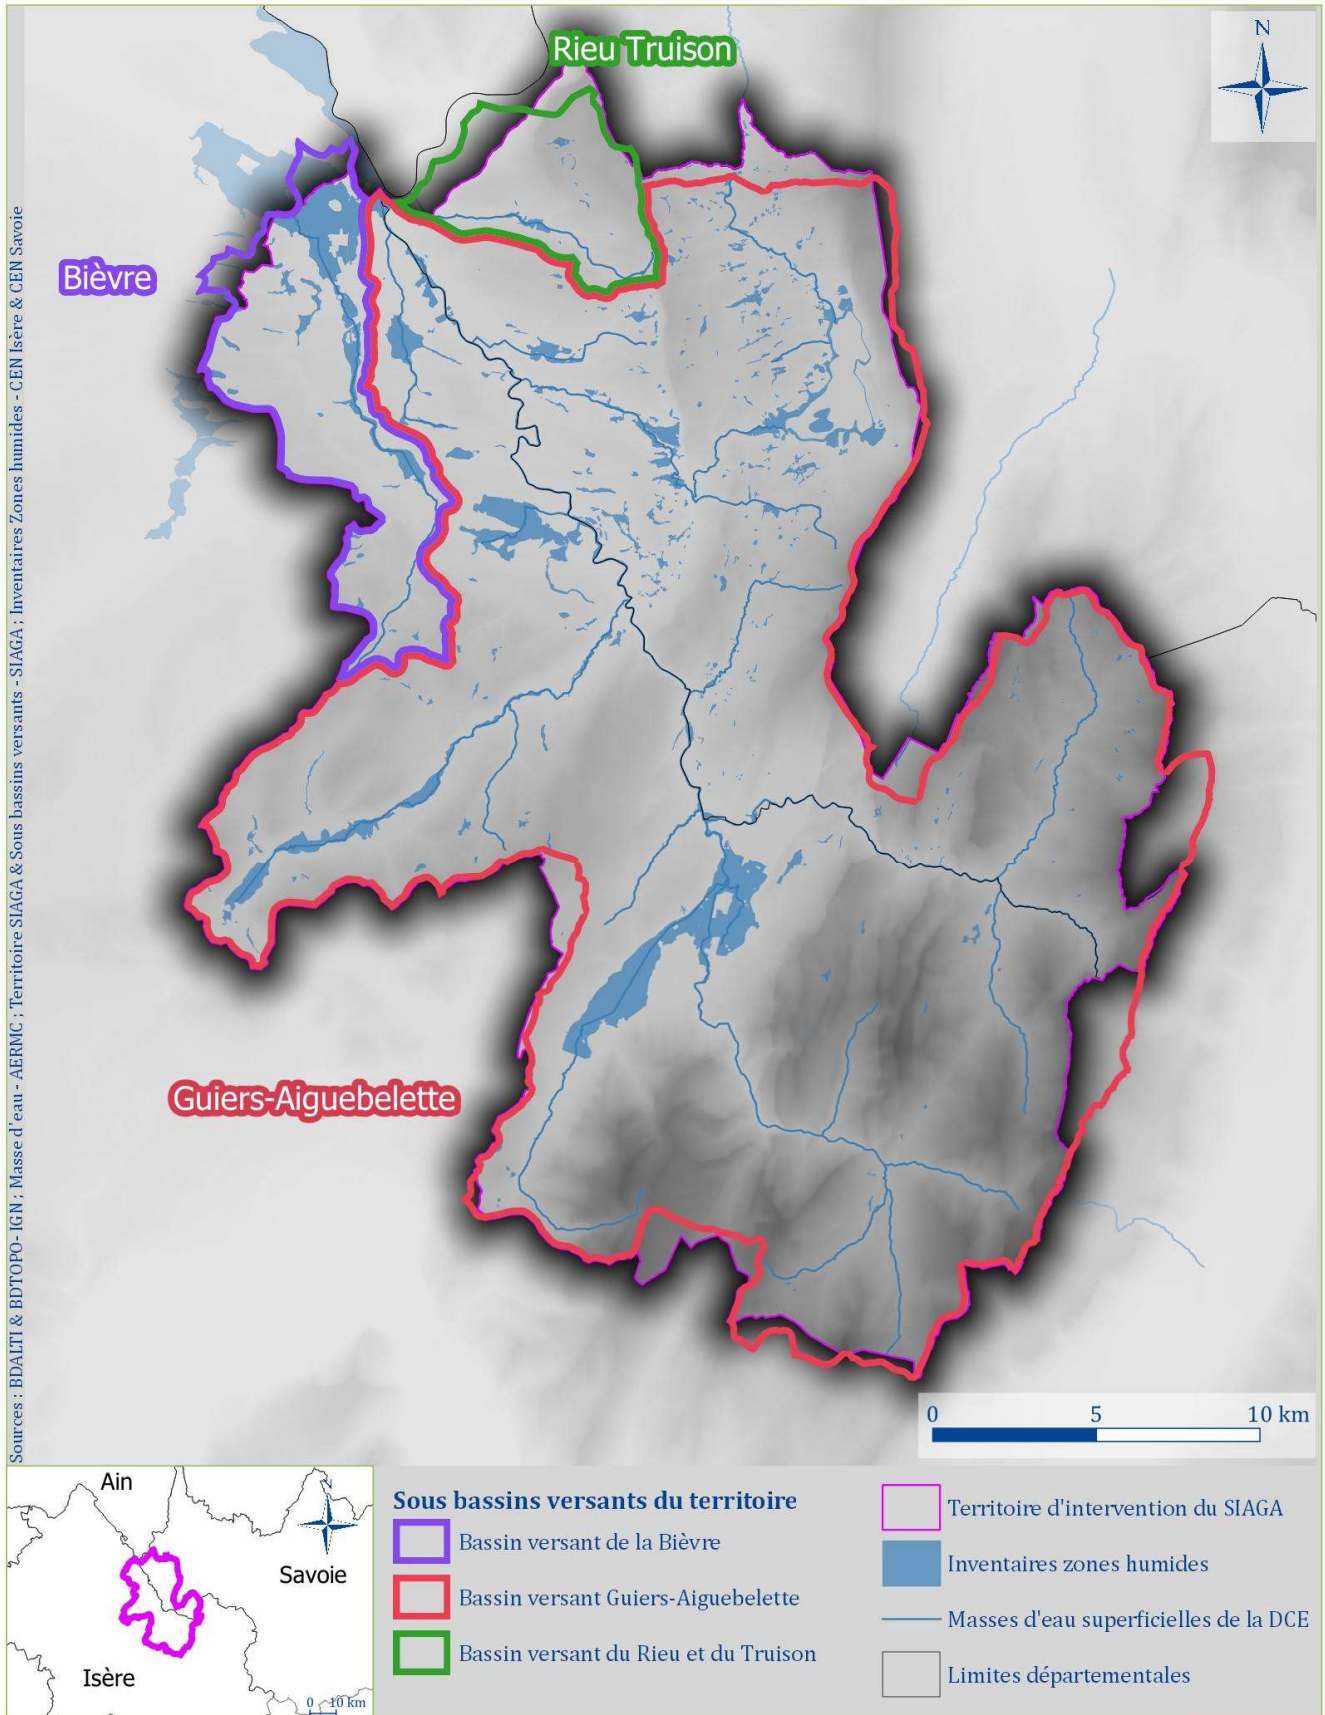 Rieu Truison
N
Bièvre
Guiers-Aiguebelette
Sources : BDALTI & BDTOPO- IGN ; Masse d'eau - AERMC ; Territoire SIAGA & Sous bassins versants - SIAGA ; Inventaires Zones humides - CEN Isère & CEN Savoie
0 5 10 km
Ain
N
Savoie
Isère
0 10 km
Sous bassins versants du territoire
Bassin versant de la Bièvre
Bassin versant Guiers-Aiguebelette
Bassin versant du Rieu et du Truison
Territoire d'intervention du SIAGA
Inventaires zones humides
Masses d'eau superficielles de la DCE
Limites départementales